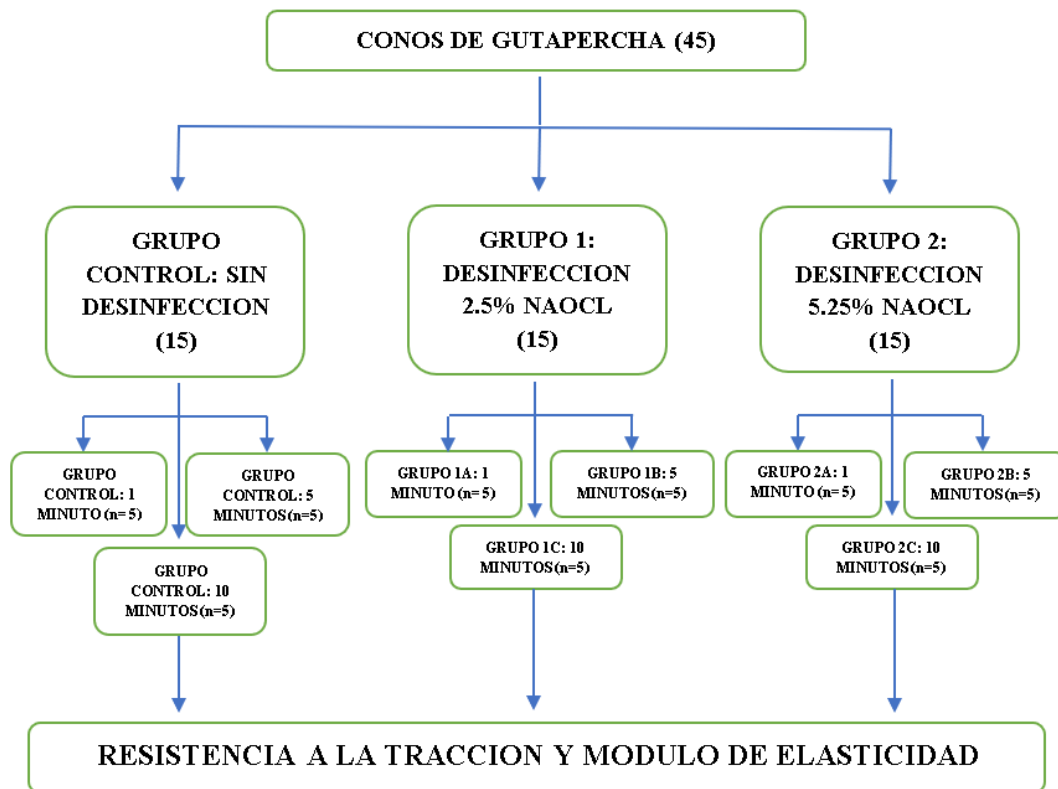 CONOS DE GUTAPERCHA (45)
GRUPO
CONTROL: SIN
DESINFECCION
(15)
GRUPO 1:
DESINFECCION
2.5% NAOCL
(15)
GRUPO 2:
DESINFECCION
5.25% NAOCL
(15)
GRUPO
CONTROL: 1
MINUTO (n= 5)
GRUPO
CONTROL: 5
MINUTOS(n=5)
GRUPO
CONTROL: 10
MINUTOS(n=5)
GRUPO 1A: 1
MINUTO (n= 5)
GRUPO 1B: 5
MINUTOS(n=5)
GRUPO 1C: 10
MINUTOS(n=5)
GRUPO 2A: 1
MINUTO (n= 5)
GRUPO 2B: 5
MINUTOS(n=5)
GRUPO 2C: 10
MINUTOS(n=5)
RESISTENCIA A LA TRACCION Y MODULO DE ELASTICIDAD